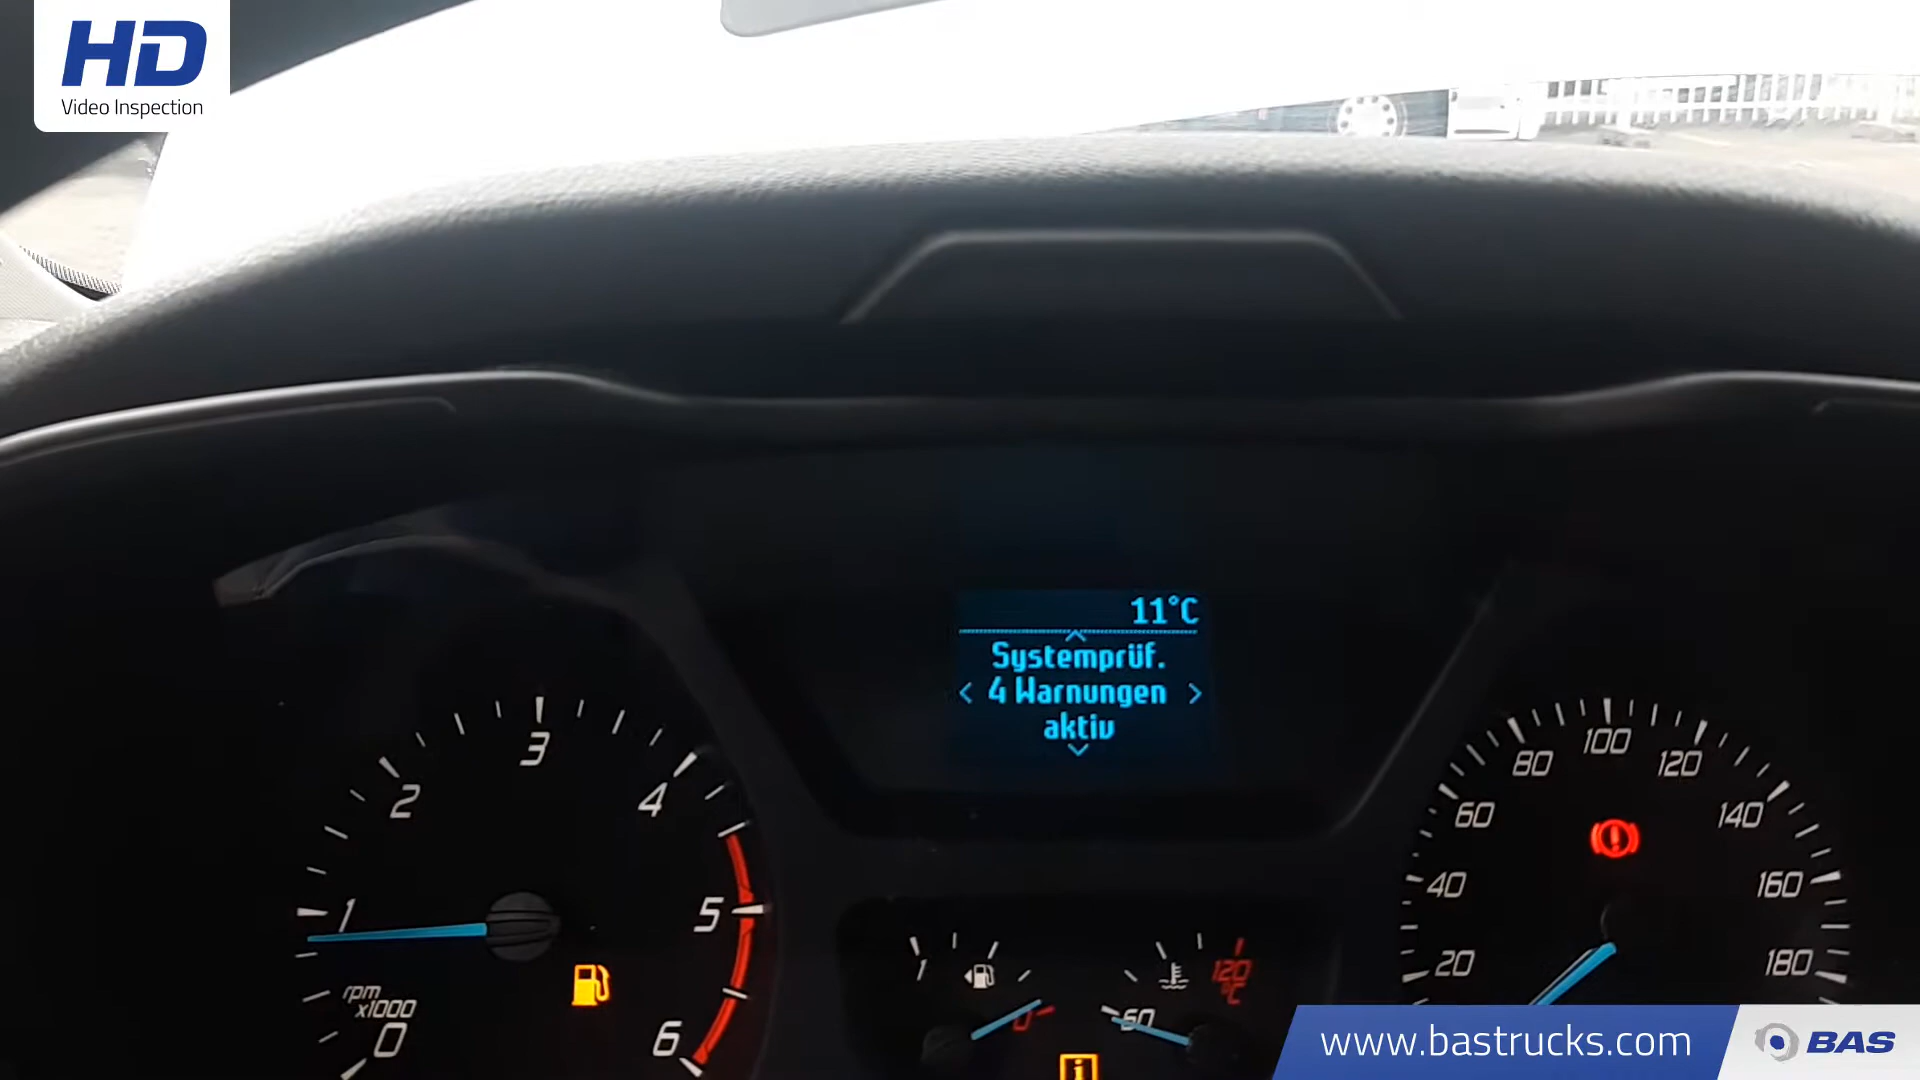 HD
Video Inspection
11°C
Systemprüf.
4 Warnungen
aktiv
0
1
2
3
4
5
6
rpm
x1000
1
0
60
120
°C
20
40
60
80
100
120
140
160
180
www.bastrucks.com
BAS